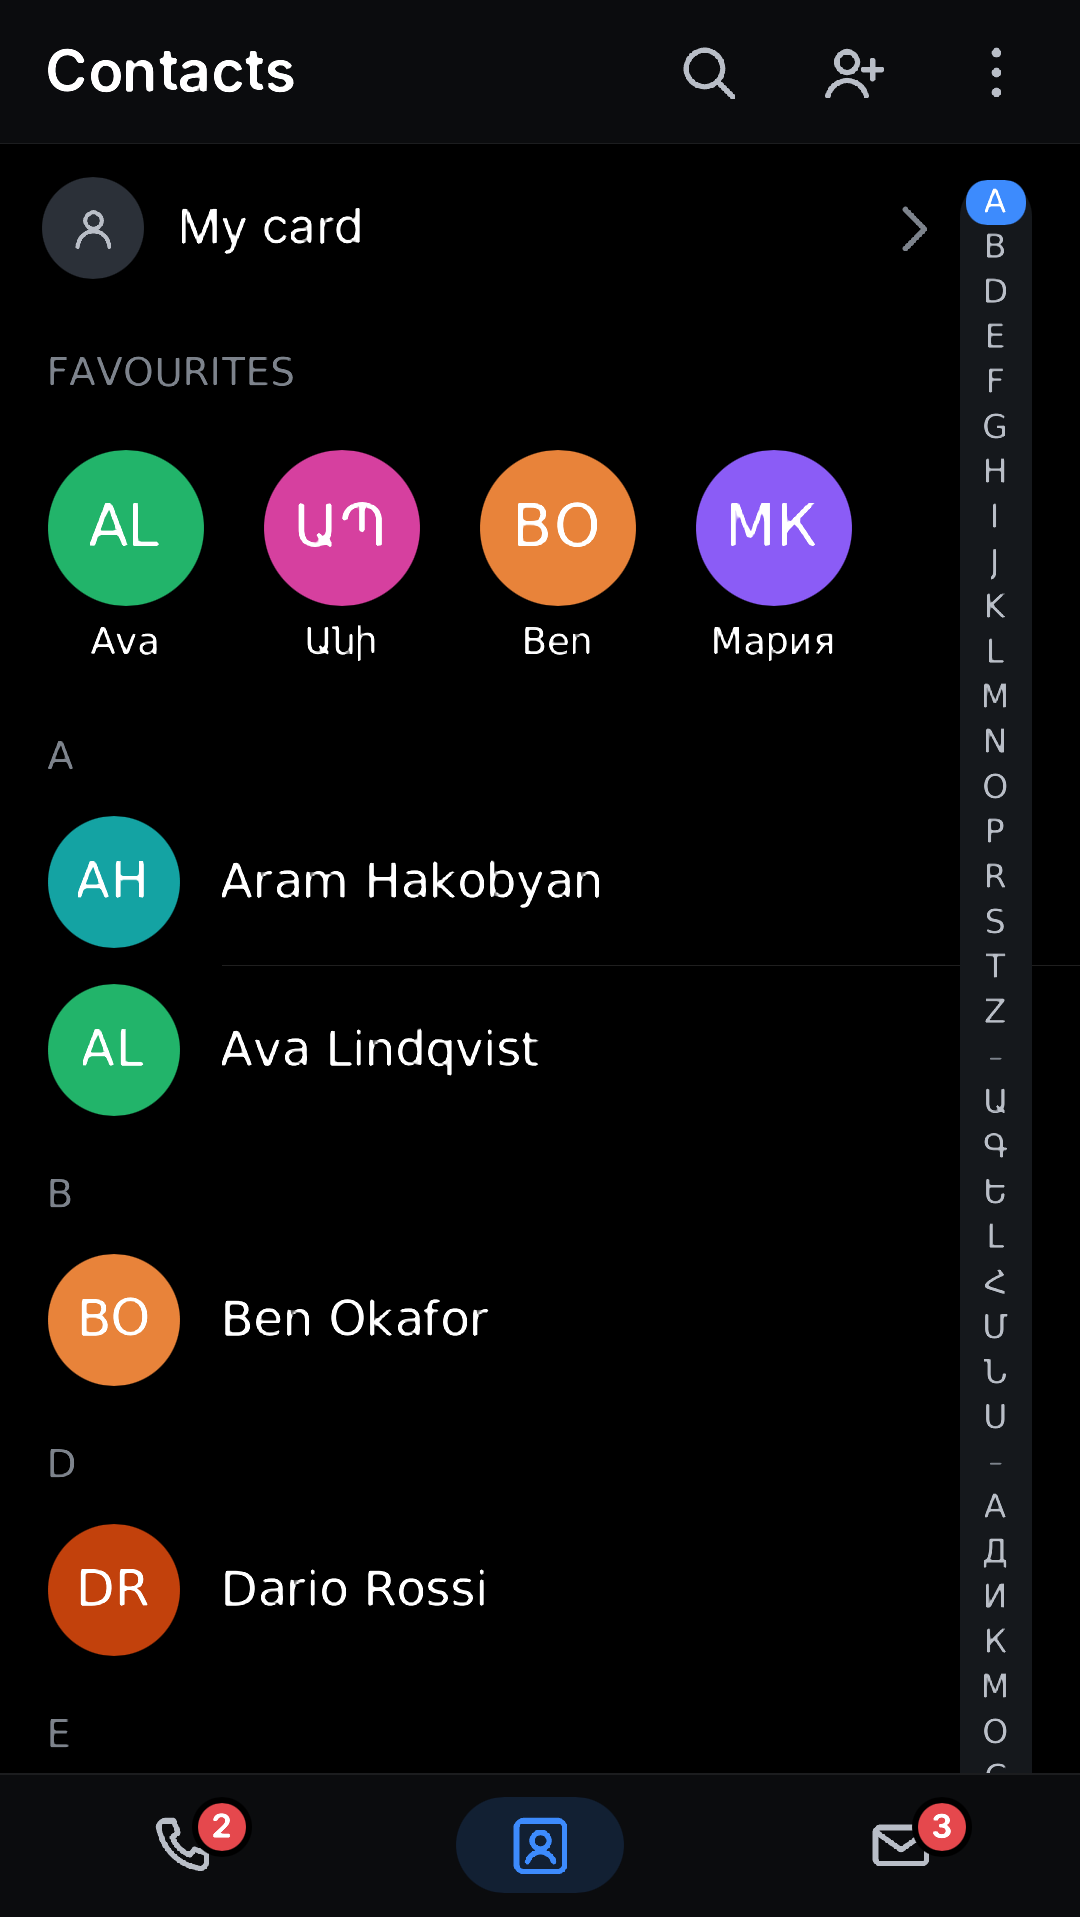 Contacts
My card
FAVOURITES
AL
ԱՊ
BO
MK
Ava
Անի
Ben
Мария
A
AH
Aram Hakobyan
AL
Ava Lindqvist
B
BO
Ben Okafor
D
DR
Dario Rossi
E
A
B
D
E
F
G
H
I
J
K
L
M
N
O
P
R
S
T
Z
–
Ա
Գ
Ե
Լ
Հ
Մ
Ն
Ս
–
А
Д
И
К
М
О
2
3